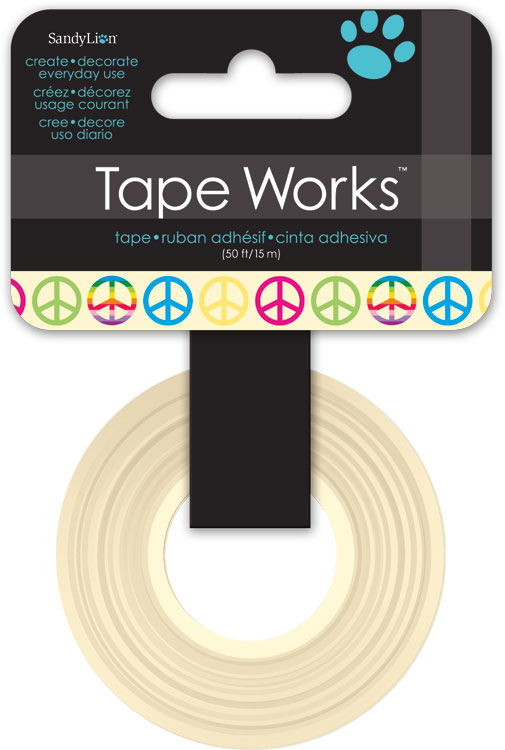 SandyLion
create•decorate
everyday use
créez•décorez
usage courant
cree•decore
uso diario
Tape Works™
tape•ruban adhésif•cinta adhesiva
(50 ft/15 m)